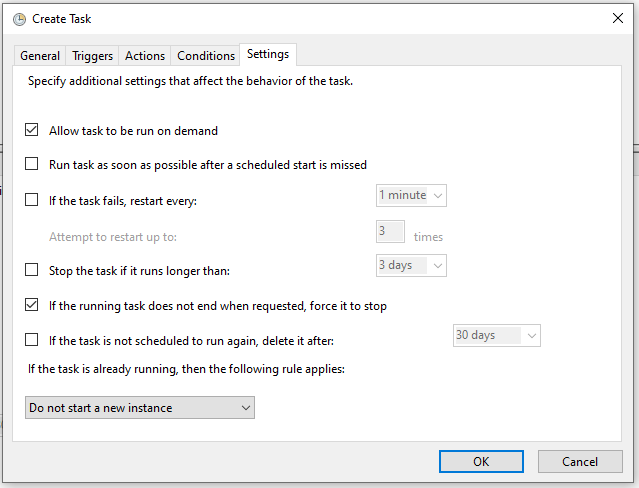 Create Task
General Triggers Actions Conditions Settings
Specify additional settings that affect the behavior of the task.
Allow task to be run on demand
Run task as soon as possible after a scheduled start is missed
If the task fails, restart every: 1 minute
Attempt to restart up to: 3 times
Stop the task if it runs longer than: 3 days
If the running task does not end when requested, force it to stop
If the task is not scheduled to run again, delete it after: 30 days
If the task is already running, then the following rule applies:
Do not start a new instance
OK Cancel